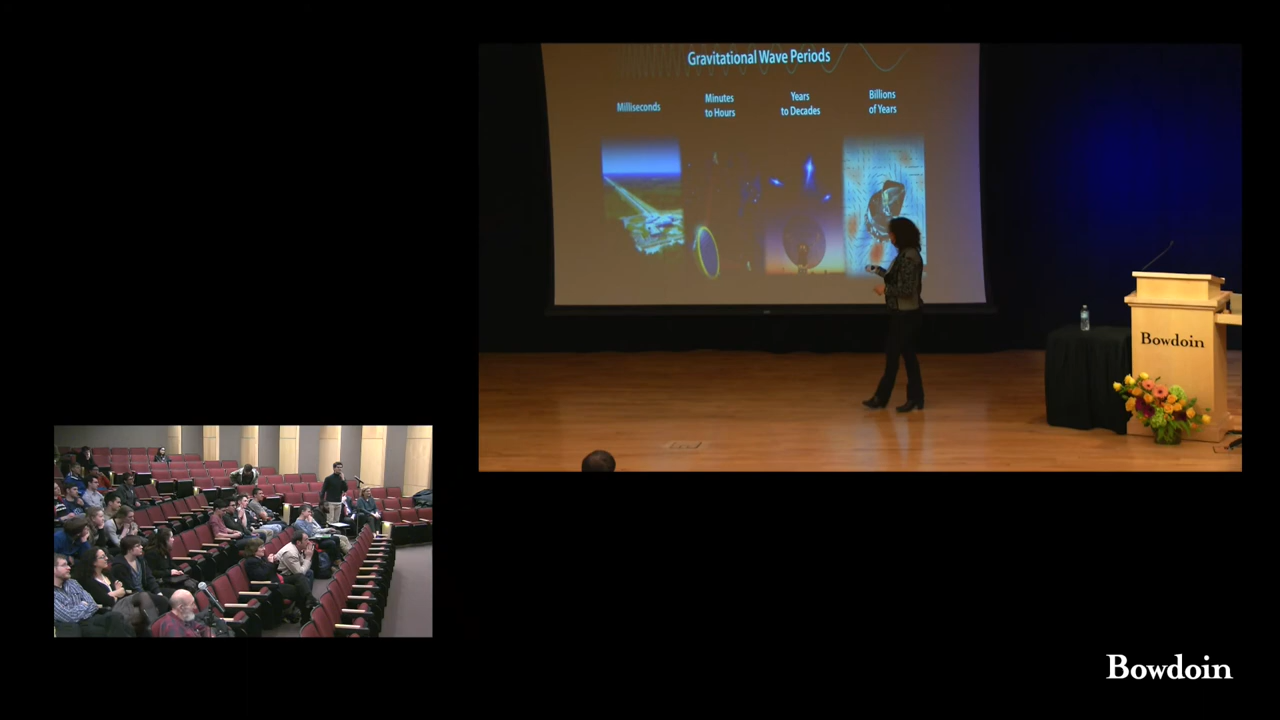 Gravitational Wave Periods
Milliseconds
Minutes
to Hours
Years
to Decades
Billions
of Years
Bowdoin
Bowdoin